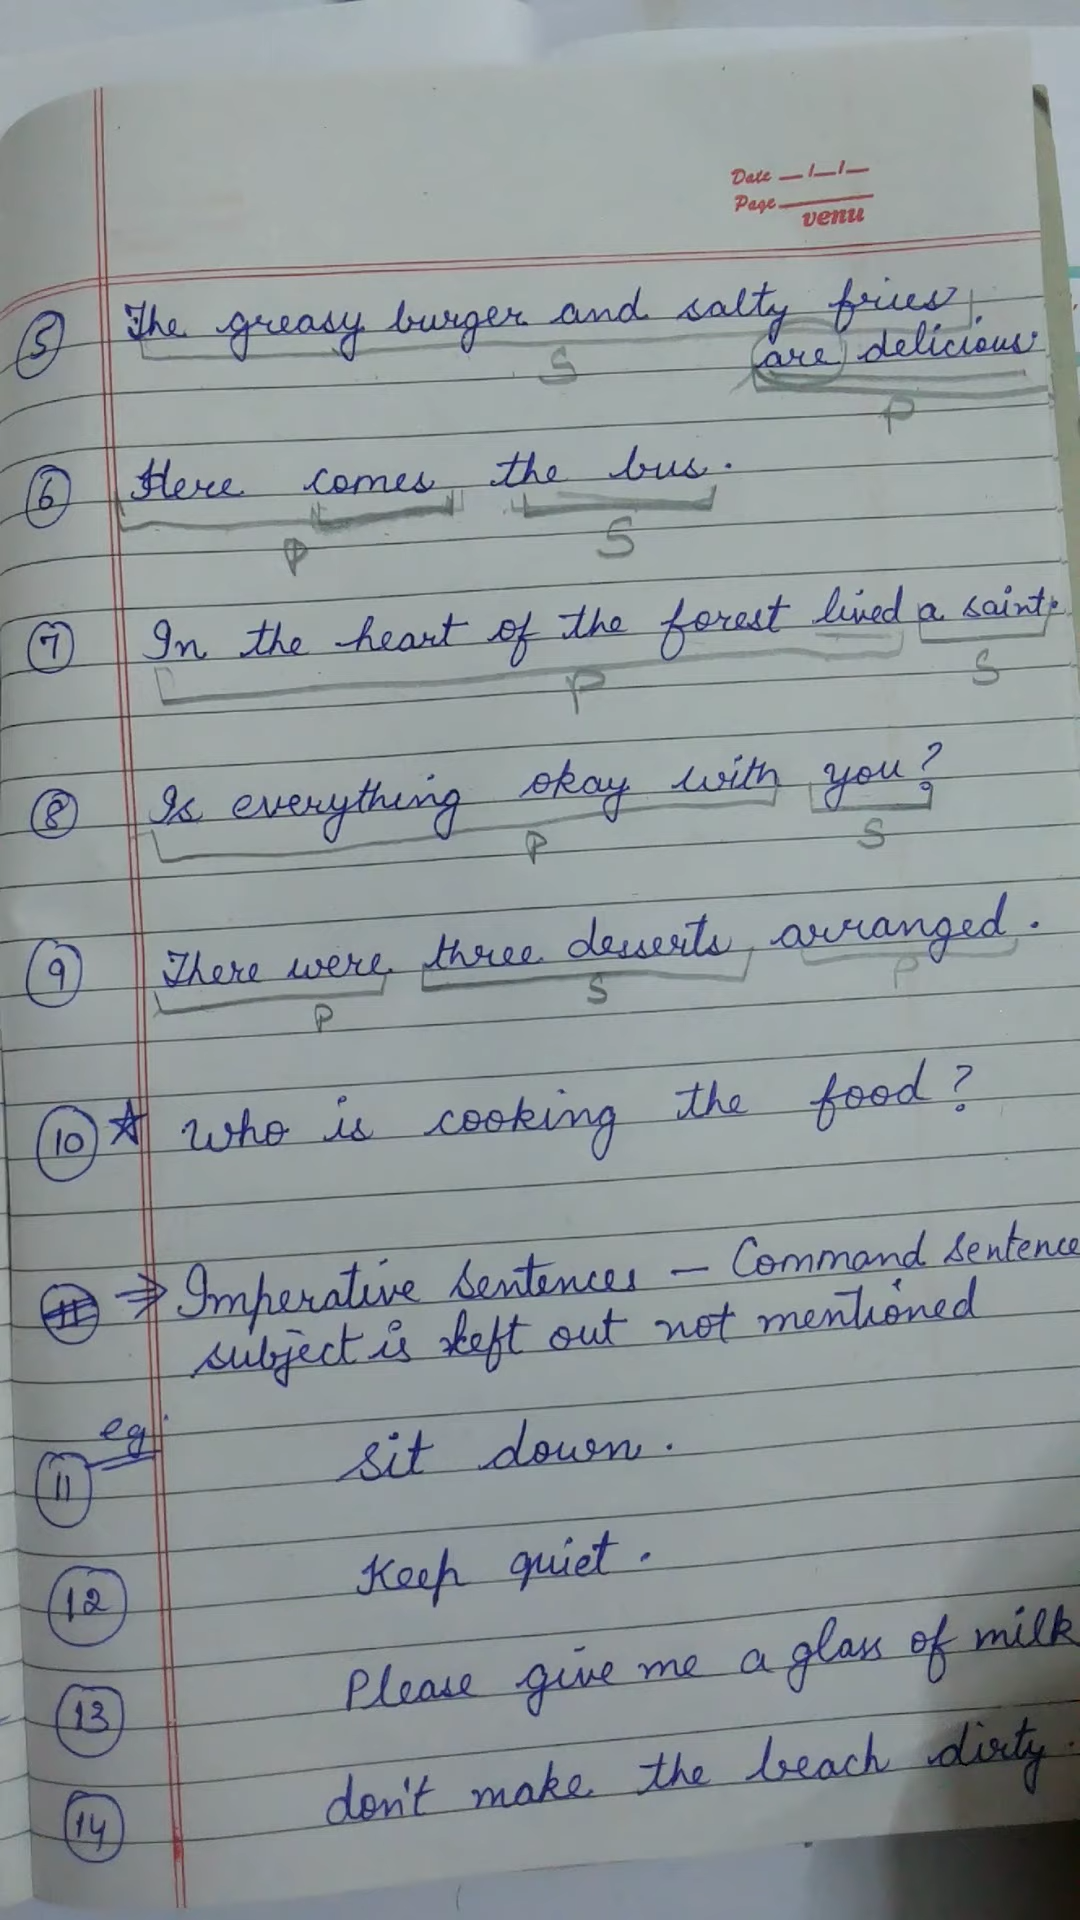 Date _/_/_
Page
venu
5 The greasy burger and salty fries
are delicious.
S
P
6 Here comes the bus.
P S
7 In the heart of the forest lived a saint.
P S
8 Is everything okay with you?
P S
9 There were three desserts arranged.
P S P
10 ☆ Who is cooking the food?
⇒ Imperative sentences – Command sentence
subject is kept out not mentioned
eg.
11 Sit down.
12 Keep quiet.
13 Please give me a glass of milk
14 don't make the beach dirty.